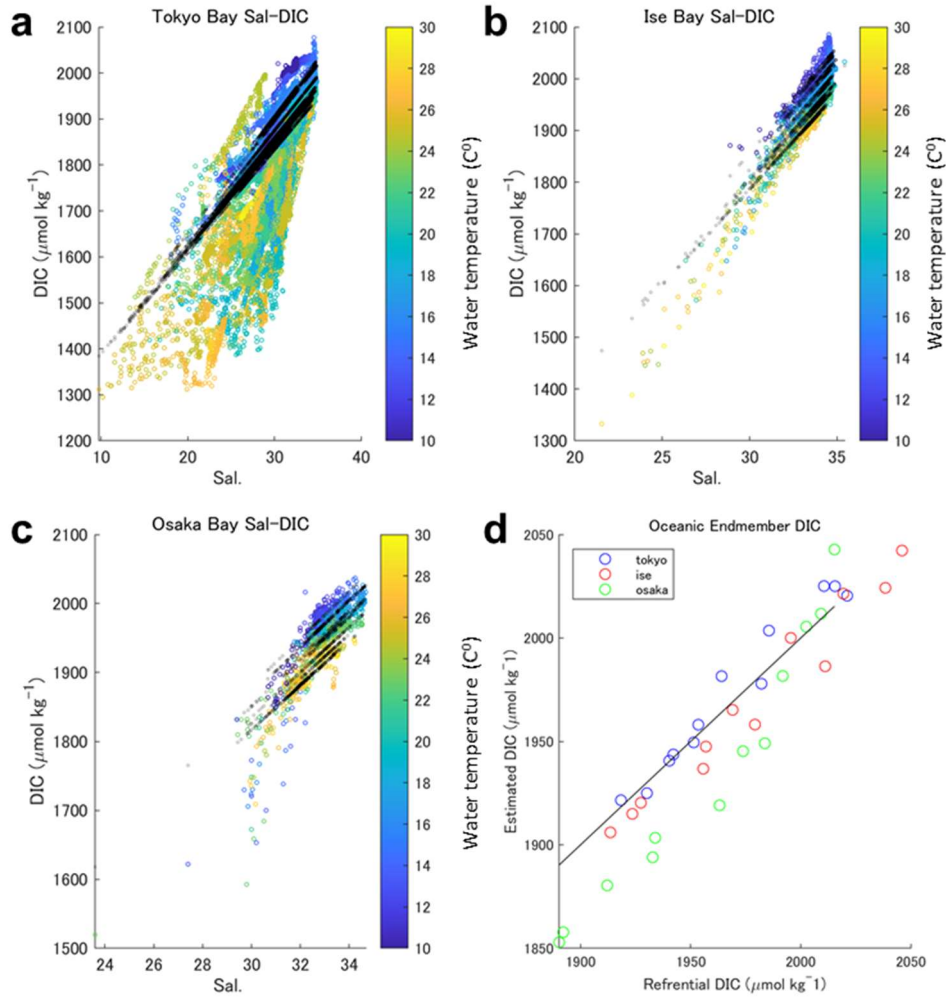 a
Tokyo Bay Sal-DIC
2100
2000
1900
1800
1700
1600
1500
1400
1300
1200
DIC (μmol kg⁻¹)
10 20 30 40
Sal.
30
28
26
24
22
20
18
16
14
12
10
Water temperature (C⁰)
b
Ise Bay Sal-DIC
2100
2000
1900
1800
1700
1600
1500
1400
1300
DIC (μmol kg⁻¹)
20 25 30 35
Sal.
30
28
26
24
22
20
18
16
14
12
10
Water temperature (C⁰)
c
Osaka Bay Sal-DIC
2100
2000
1900
1800
1700
1600
1500
DIC (μmol kg⁻¹)
24 26 28 30 32 34
Sal.
30
28
26
24
22
20
18
16
14
12
10
Water temperature (C⁰)
d
Oceanic Endmember DIC
tokyo
ise
osaka
2050
2000
1950
1900
1850
Estimated DIC (μmol kg⁻¹)
1900 1950 2000 2050
Refrential DIC (μmol kg⁻¹)